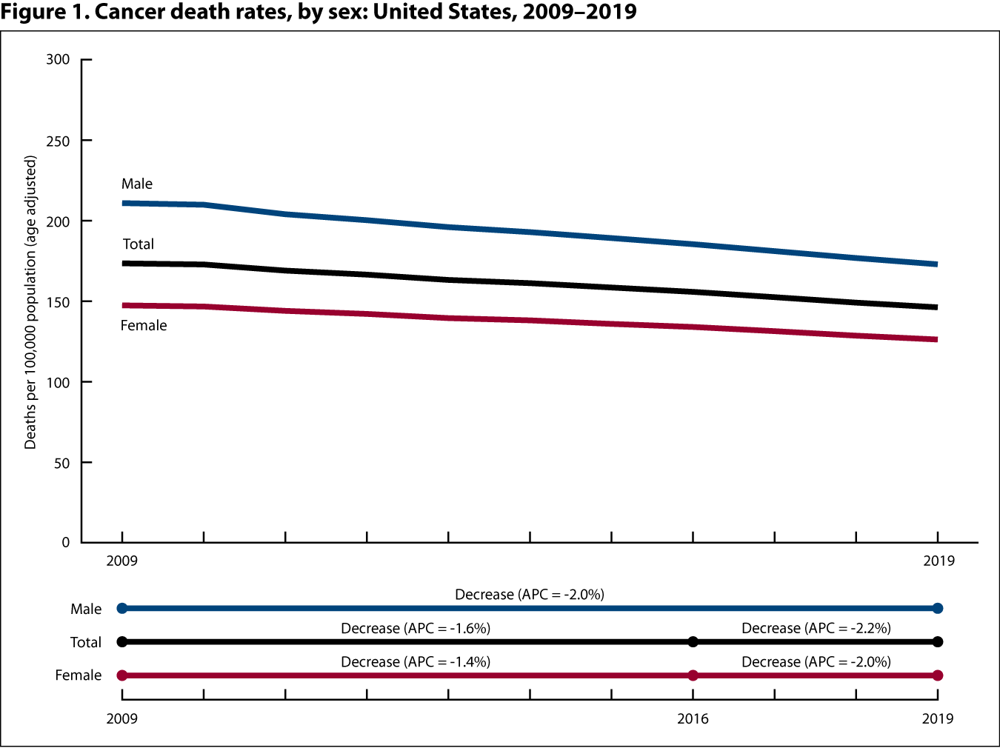 Figure 1. Cancer death rates, by sex: United States, 2009–2019
300
250
200
150
100
50
0
Deaths per 100,000 population (age adjusted)
Male
Total
Female
2009
2019
Decrease (APC = -2.0%)
Male
Decrease (APC = -1.6%)
Decrease (APC = -2.2%)
Total
Decrease (APC = -1.4%)
Decrease (APC = -2.0%)
Female
2009
2016
2019